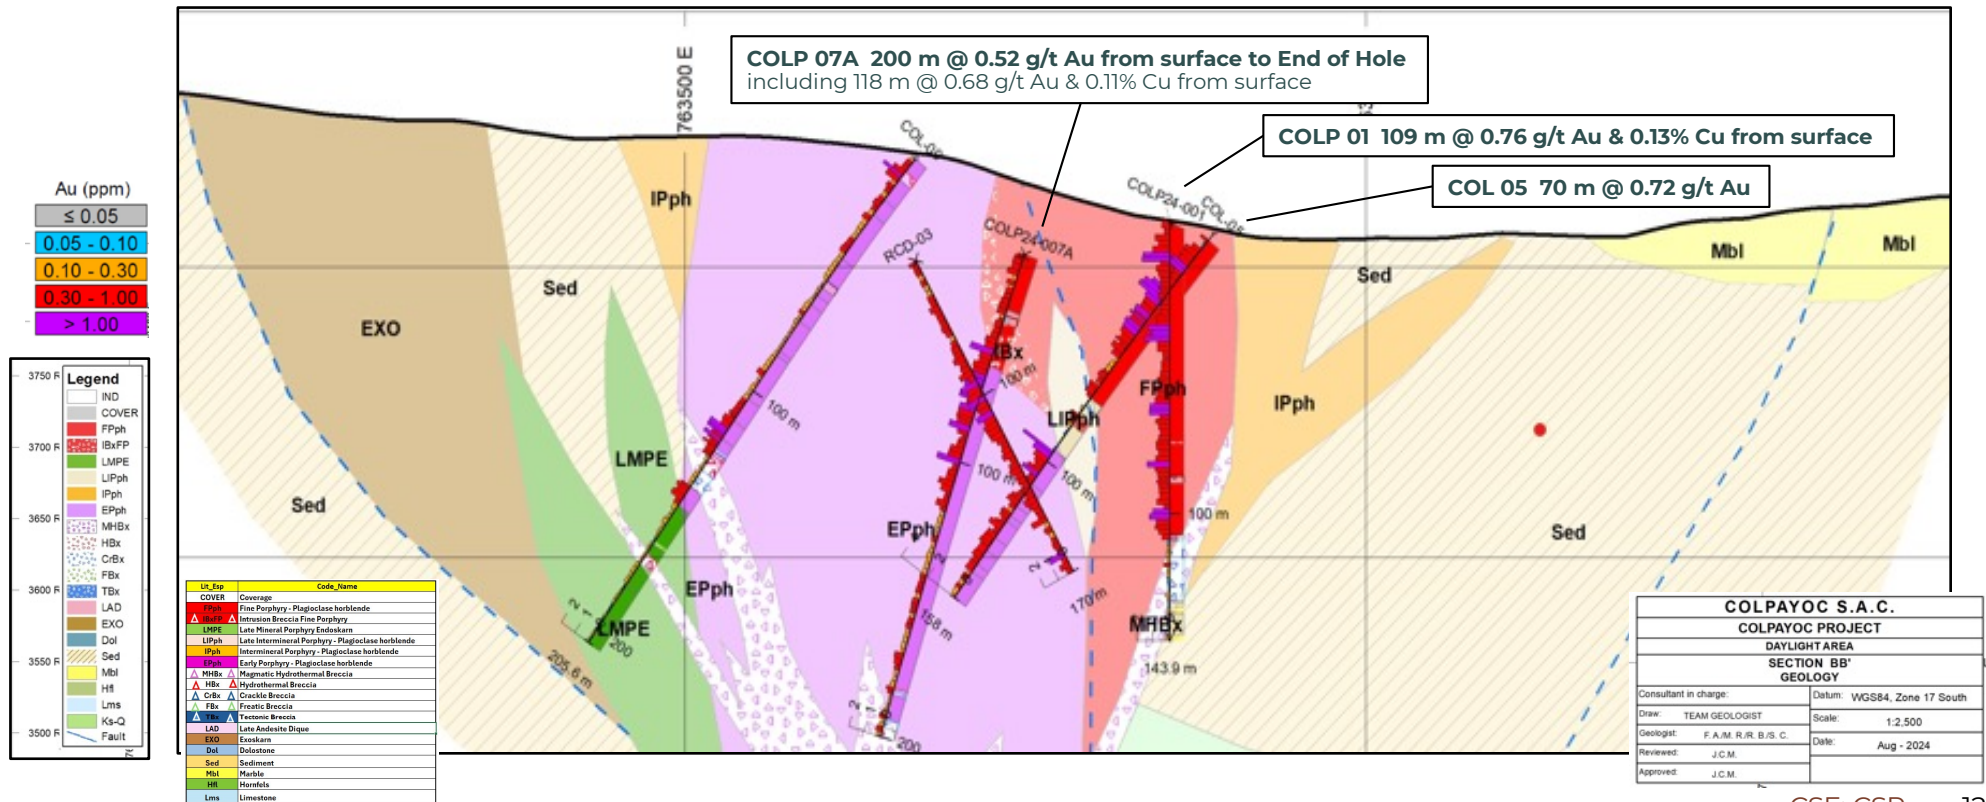 COLP 07A 200 m @ 0.52 g/t Au from surface to End of Hole
including 118 m @ 0.68 g/t Au & 0.11% Cu from surface
COLP 01 109 m @ 0.76 g/t Au & 0.13% Cu from surface
COL 05 70 m @ 0.72 g/t Au
763500 E
Au (ppm)
≤ 0.05
0.05 - 0.10
0.10 - 0.30
0.30 - 1.00
> 1.00
Legend
IND
COVER
FPph
IBxFP
LMPE
LIPph
IPph
EPph
MHBx
HBx
CrBx
FBx
TBx
LAD
EXO
Dol
Sed
Mbl
Hfl
Lms
Ks-Q
Fault
3750
3700
3650
3600
3550
3500
COLP24-001
COLP24-007A
RCD-03
IPph
Sed
EXO
Sed
LMPE
EPph
LMPE
EPph
LIPph
FPph
MHBx
IPph
Sed
Sed
Mbl
Mbl
100 m
100 m
100 m
100 m
100 m
158 m
170 m
143.9 m
205.6 m
200
200
Lit_Esp Code_Name
COVER Coverage
FPph Fine Porphyry - Plagioclase horblende
IBxFP Intrusion Breccia Fine Porphyry
LMPE Late Mineral Porphyry Endoskarn
LIPph Late Intermineral Porphyry - Plagioclase horblende
IPph Intermineral Porphyry - Plagioclase horblende
EPph Early Porphyry - Plagioclase horblende
MHBx Magmatic Hydrothermal Breccia
HBx Hydrothermal Breccia
CrBx Crackle Breccia
FBx Freatic Breccia
TBx Tectonic Breccia
LAD Late Andesite Dique
EXO Exoskarn
Dol Dolostone
Sed Sediment
Mbl Marble
Hfl Hornfels
Lms Limestone
COLPAYOC S.A.C.
COLPAYOC PROJECT
DAYLIGHT AREA
SECTION BB'
GEOLOGY
Consultant in charge:
Datum: WGS84, Zone 17 South
Draw: TEAM GEOLOGIST
Scale: 1:2,500
Geologist: F. A./M. R./R. B./S. C.
Date: Aug - 2024
Reviewed: J.C.M.
Approved: J.C.M.